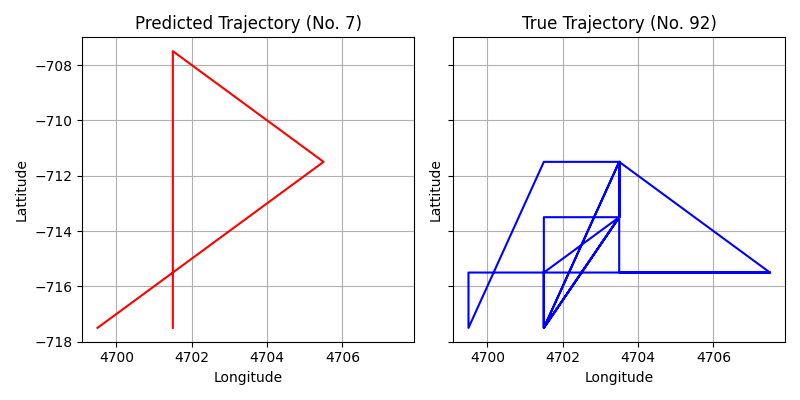 Predicted Trajectory (No. 7)
True Trajectory (No. 92)
Lattitude
−708
−710
−712
−714
−716
−718
4700
4702
4704
4706
Longitude
Lattitude
4700
4702
4704
4706
Longitude